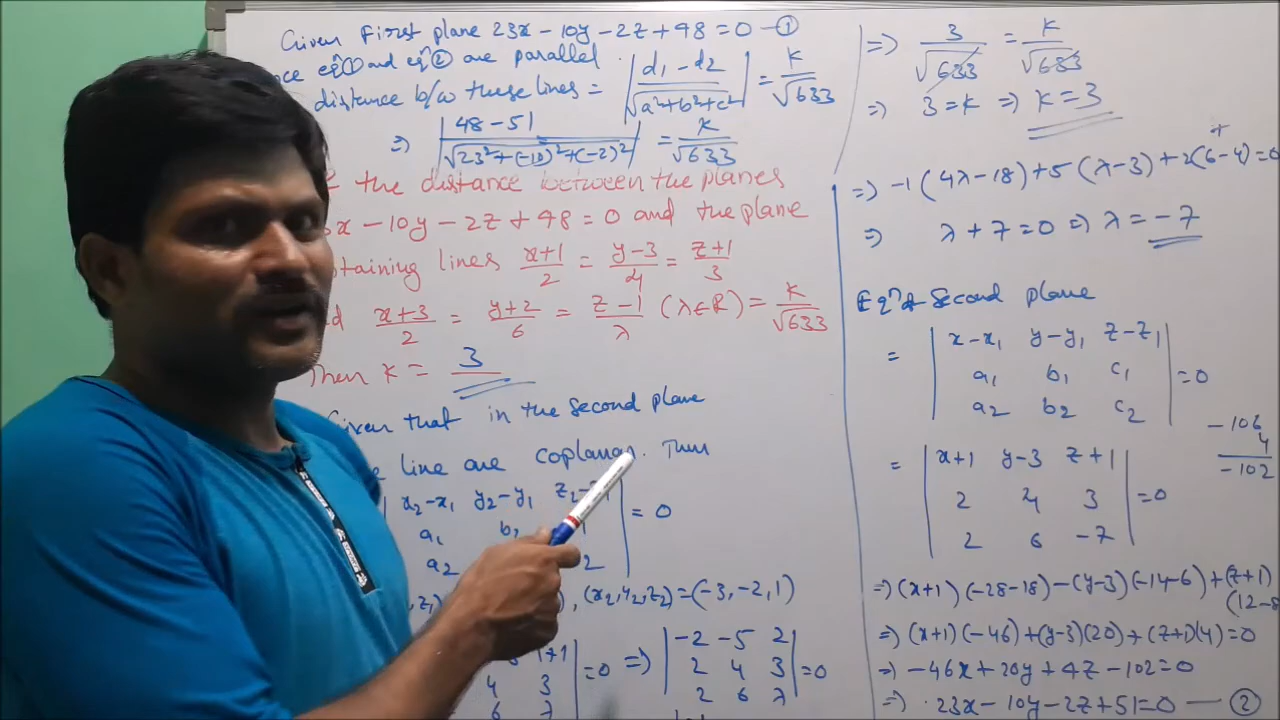 Given First plane 23x − 10y − 2z + 48 = 0 — ①
eqⁿ① and eqⁿ② are parallel.
distance b/w these lines = |d₁ − d₂| / √a²+b²+c² = K/√633
⇒ |48 − 51| / √23²+(-10)²+(-2)² = K/√633
the distance between the planes
x − 10y − 2z + 48 = 0 and the plane
lines x+1/2 = y−3/4 = z+1/3
x+3/2 = y+2/6 = z−1/λ (λ∈R) = K/√633
Then K = 3
Given that in the second plane
line are coplanar. Then
x₂−x₁ y₂−y₁ z₂− = 0
a₁
a₂
, (x₂,y₂,z₂) = (−3, −2, 1)
1+1
4 3 = 0
6 λ
⇒ | −2 −5 2 |
| 2 4 3 | = 0
| 2 6 λ |
⇒ 3/√633 = K/√633
⇒ 3 = K ⇒ K = 3
+
⇒ −1(4λ−18) + 5(λ−3) + 2(6−4) = 0
⇒ λ + 7 = 0 ⇒ λ = −7
Eqⁿ of Second plane
= | x−x₁ y−y₁ z−z₁ |
| a₁ b₁ c₁ | = 0
| a₂ b₂ c₂ |
−106
4
−102
= | x+1 y−3 z+1 |
| 2 4 3 | = 0
| 2 6 −7 |
⇒ (x+1)(−28−18) − (y−3)(−14−6) + (z+1)
(12−8
⇒ (x+1)(−46) + (y−3)(20) + (z+1)(4) = 0
⇒ −46x + 20y + 4z − 102 = 0
⇒ 23x − 10y − 2z + 51 = 0 — ②